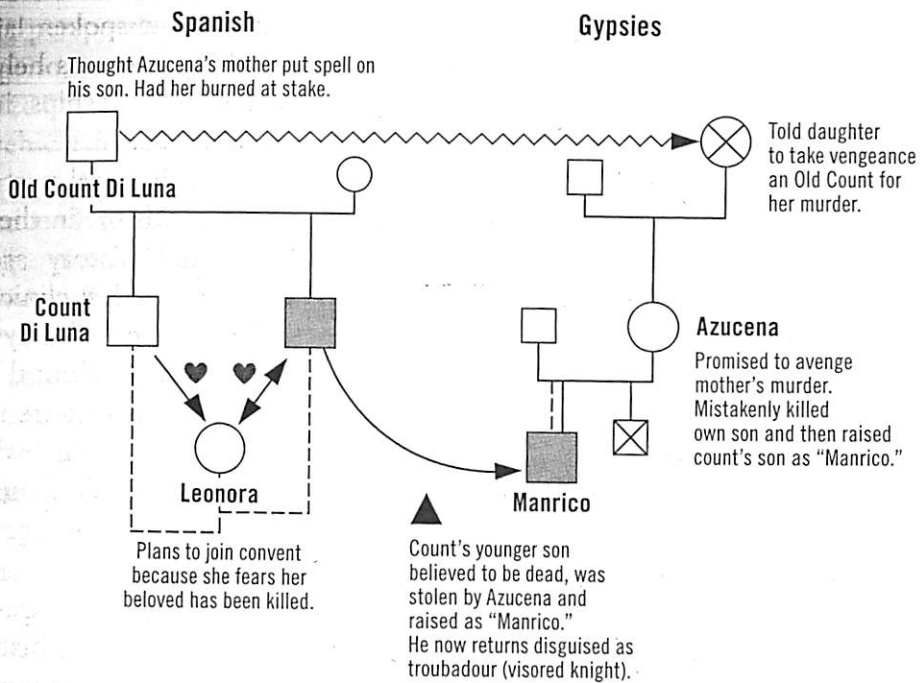 Spanish
Gypsies
Thought Azucena's mother put spell on
his son. Had her burned at stake.
Told daughter
to take vengeance
an Old Count for
her murder.
Old Count Di Luna
Count
Di Luna
Azucena
Promised to avenge
mother's murder.
Mistakenly killed
own son and then raised
count's son as “Manrico.”
Leonora
Manrico
Plans to join convent
because she fears her
beloved has been killed.
Count's younger son
believed to be dead, was
stolen by Azucena and
raised as “Manrico.”
He now returns disguised as
troubadour (visored knight).